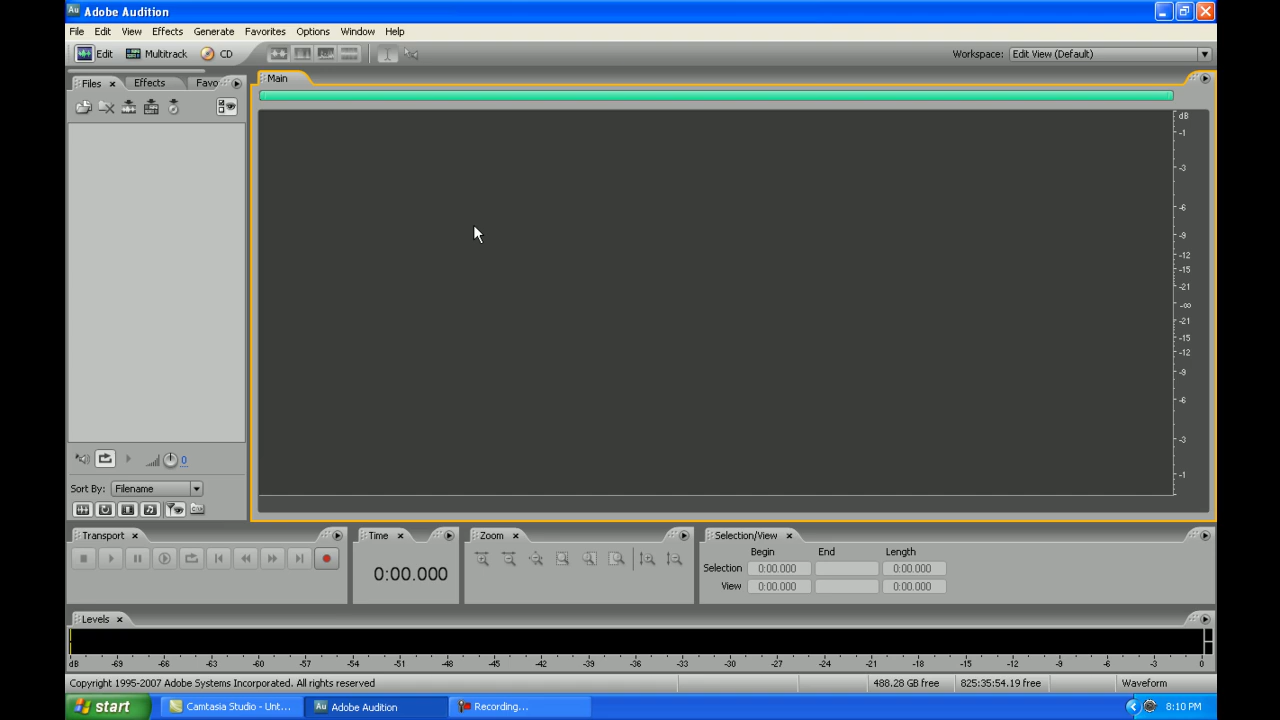 Au Adobe Audition
File Edit View Effects Generate Favorites Options Window Help
Edit Multitrack CD Workspace: Edit View (Default)
Files Effects Favo Main
dB
-1
-3
-6
-9
-12
-15
-21
-∞
-21
-15
-12
-9
-6
-3
-1
0
Sort By: Filename
Transport Time Zoom Selection/View
Begin End Length
Selection 0:00.000 0:00.000
View 0:00.000 0:00.000
0:00.000
Levels
dB -69 -66 -63 -60 -57 -54 -51 -48 -45 -42 -39 -36 -33 -30 -27 -24 -21 -18 -15 -12 -9 -6 -3 0
Copyright 1995-2007 Adobe Systems Incorporated. All rights reserved 488.28 GB free 825:35:54.19 free Waveform
start Camtasia Studio - Unt... Au Adobe Audition Recording... 8:10 PM